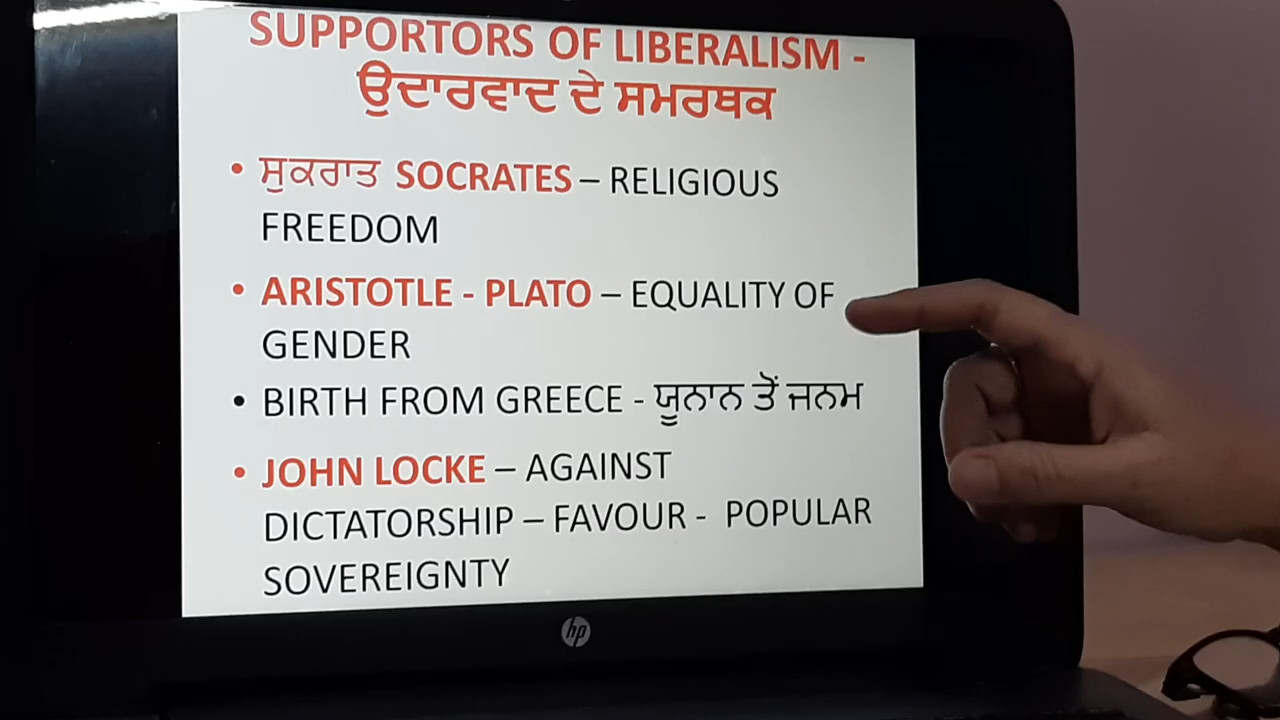 SUPPORTORS OF LIBERALISM -
ਉਦਾਰਵਾਦ ਦੇ ਸਮਰਥਕ
• ਸੁਕਰਾਤ SOCRATES – RELIGIOUS
FREEDOM
• ARISTOTLE - PLATO – EQUALITY OF
GENDER
• BIRTH FROM GREECE - ਯੂਨਾਨ ਤੋਂ ਜਨਮ
• JOHN LOCKE – AGAINST
DICTATORSHIP – FAVOUR - POPULAR
SOVEREIGNTY
hp